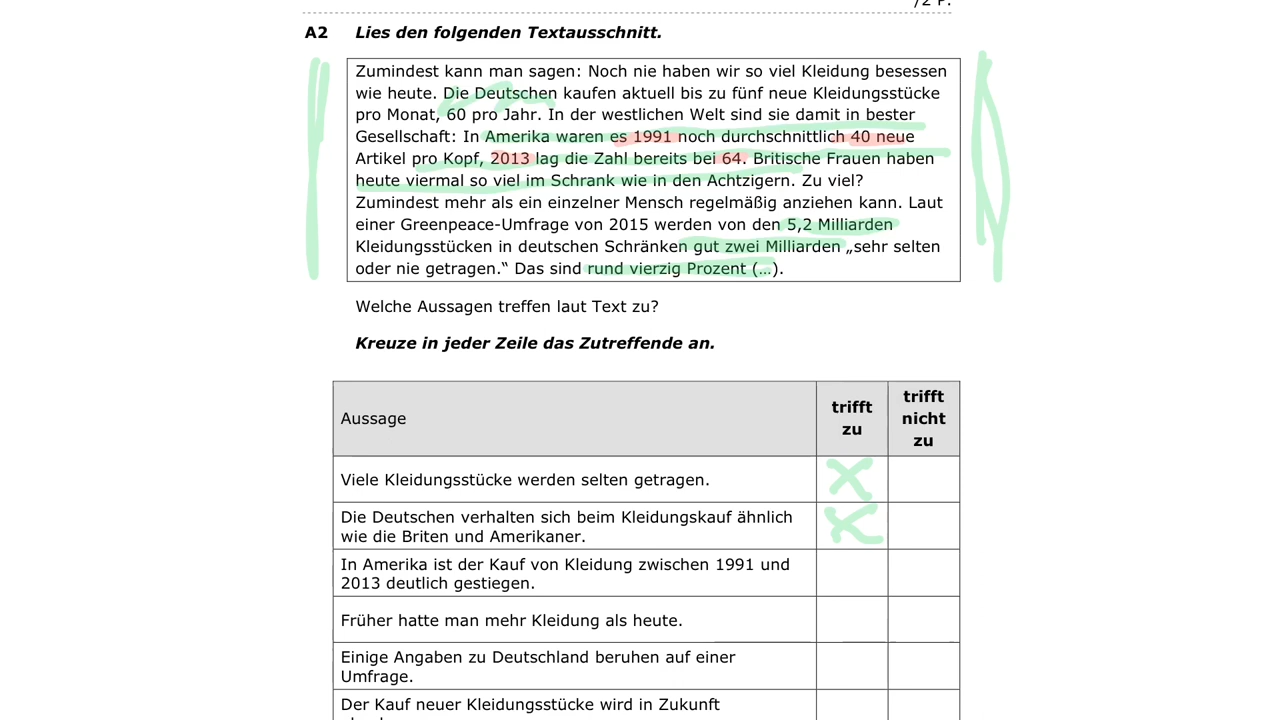 /2 P.
A2 Lies den folgenden Textausschnitt.
Zumindest kann man sagen: Noch nie haben wir so viel Kleidung besessen
wie heute. Die Deutschen kaufen aktuell bis zu fünf neue Kleidungsstücke
pro Monat, 60 pro Jahr. In der westlichen Welt sind sie damit in bester
Gesellschaft: In Amerika waren es 1991 noch durchschnittlich 40 neue
Artikel pro Kopf, 2013 lag die Zahl bereits bei 64. Britische Frauen haben
heute viermal so viel im Schrank wie in den Achtzigern. Zu viel?
Zumindest mehr als ein einzelner Mensch regelmäßig anziehen kann. Laut
einer Greenpeace-Umfrage von 2015 werden von den 5,2 Milliarden
Kleidungsstücken in deutschen Schränken gut zwei Milliarden „sehr selten
oder nie getragen.“ Das sind rund vierzig Prozent (…).
Welche Aussagen treffen laut Text zu?
Kreuze in jeder Zeile das Zutreffende an.
Aussage
trifft
zu
trifft
nicht
zu
Viele Kleidungsstücke werden selten getragen.
X
Die Deutschen verhalten sich beim Kleidungskauf ähnlich
wie die Briten und Amerikaner.
X
In Amerika ist der Kauf von Kleidung zwischen 1991 und
2013 deutlich gestiegen.
Früher hatte man mehr Kleidung als heute.
Einige Angaben zu Deutschland beruhen auf einer
Umfrage.
Der Kauf neuer Kleidungsstücke wird in Zukunft